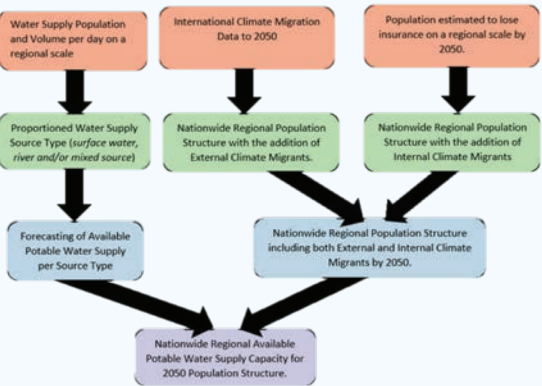 Water Supply Population
and Volume per day on a
regional scale
International Climate Migration
Data to 2050
Population estimated to lose
insurance on a regional scale by
2050.
Proportioned Water Supply
Source Type (surface water,
river and/or mixed source)
Nationwide Regional Population
Structure with the addition of
External Climate Migrants.
Nationwide Regional Population
Structure with the addition of
Internal Climate Migrants
Forecasting of Available
Potable Water Supply
per Source Type
Nationwide Regional Population Structure
including both External and Internal Climate
Migrants by 2050.
Nationwide Regional Available
Potable Water Supply Capacity for
2050 Population Structure.